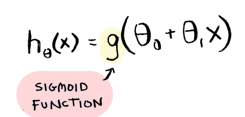 hθ(x) = g(θ₀ + θ₁x)
SIGMOID
FUNCTION